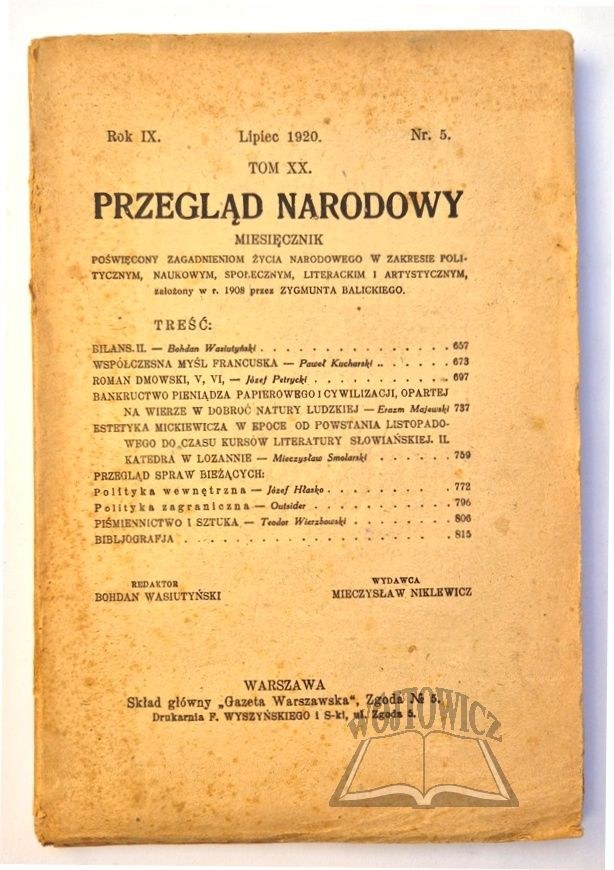 Rok IX. Lipiec 1920. Nr. 5.
TOM XX.
PRZEGLĄD NARODOWY
MIESIĘCZNIK
POŚWIĘCONY ZAGADNIENIOM ŻYCIA NARODOWEGO W ZAKRESIE POLI-
TYCZNYM, NAUKOWYM, SPOŁECZNYM, LITERACKIM I ARTYSTYCZNYM,
założony w r. 1908 przez ZYGMUNTA BALICKIEGO.
TREŚĆ:
BILANS. II. — Bohdan Wasiutyński . . . . . . . . . . . . . . . 657
WSPÓŁCZESNA MYŚL FRANCUSKA — Paweł Kucharski .. . . . . . 673
ROMAN DMOWSKI, V, VI, — Józef Petrycki . . . . . . . . . . . 697
BANKRUCTWO PIENIĄDZA PAPIEROWEGO I CYWILIZACJI, OPARTEJ
NA WIERZE W DOBROĆ NATURY LUDZKIEJ — Erazm Majewski 737
ESTETYKA MICKIEWICZA W EPOCE OD POWSTANIA LISTOPADO-
WEGO DO CZASU KURSÓW LITERATURY SŁOWIAŃSKIEJ. II.
KATEDRA W LOZANNIE — Mieczysław Smolarski . . . . . . 759
PRZEGLĄD SPRAW BIEŻĄCYCH:
Polityka wewnętrzna — Józef Hłasko . . . . . . . . . . 772
Polityka zagraniczna — Outsider . . . . . . . . . . . . 796
PIŚMIENNICTWO I SZTUKA — Teodor Wierzbowski . . . . . . . . 806
BIBLJOGRAFJA . . . . . . . . . . . . . . . . . . . . . 815
REDAKTOR WYDAWCA
BOHDAN WASIUTYŃSKI MIECZYSŁAW NIKLEWICZ
WARSZAWA
Skład główny „Gazeta Warszawska“, Zgoda № 5.
Drukarnia F. WYSZYŃSKIEGO i S-ki, ul. Zgoda 5.
WÓJTOWICZ